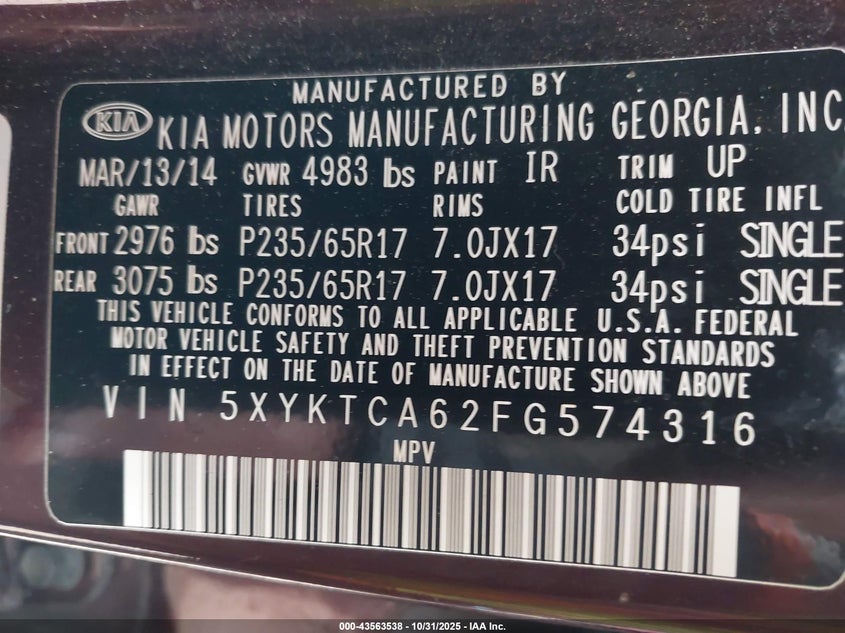 MANUFACTURED BY
KIA KIA MOTORS MANUFACTURING GEORGIA, INC.
MAR/13/14 GVWR 4983 lbs PAINT IR TRIM UP
GAWR TIRES RIMS COLD TIRE INFL
FRONT 2976 lbs P235/65R17 7.0JX17 34psi SINGLE
REAR 3075 lbs P235/65R17 7.0JX17 34psi SINGLE
THIS VEHICLE CONFORMS TO ALL APPLICABLE U.S.A. FEDERAL
MOTOR VEHICLE SAFETY AND THEFT PREVENTION STANDARDS
IN EFFECT ON THE DATE OF MANUFACTURE SHOWN ABOVE
VIN 5XYKTCA62FG574316
MPV
000-43563538 - 10/31/2025 - IAA Inc.